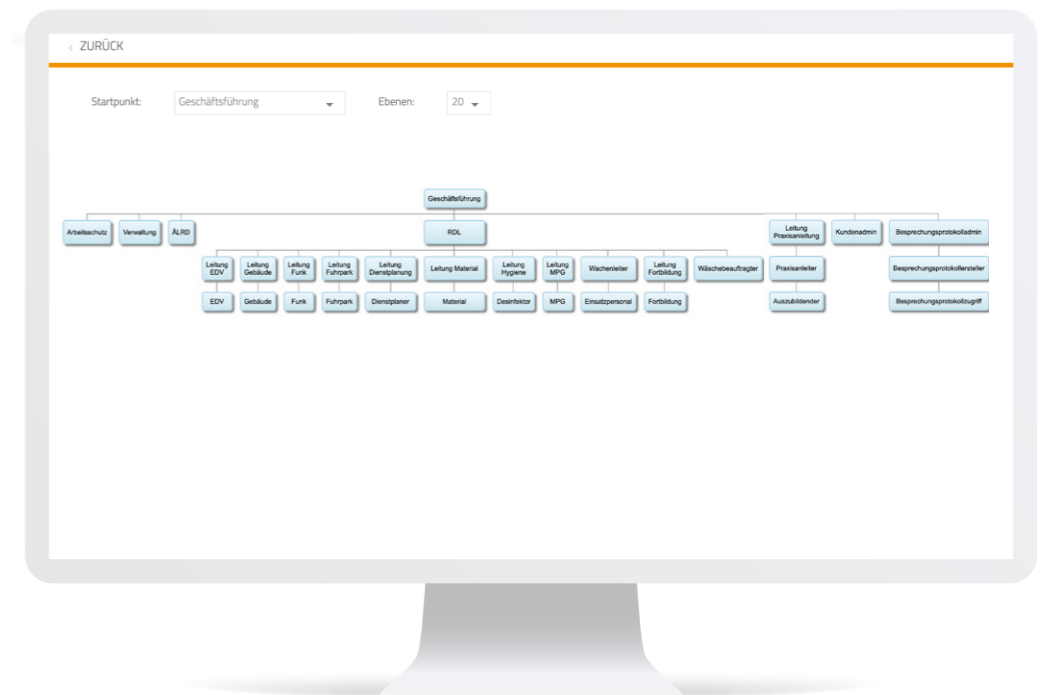 ‹ ZURÜCK
Startpunkt: Geschäftsführung Ebenen: 20
Geschäftsführung
Arbeitsschutz Verwaltung ÄLRD RDL Leitung Praxisanleitung Kundenadmin Besprechungsprotokolladmin
Leitung EDV Leitung Gebäude Leitung Funk Leitung Fuhrpark Leitung Dienstplanung Leitung Material Leitung Hygiene Leitung MPG Wachenleiter Leitung Fortbildung Wäschebeauftragter Praxisanleiter Besprechungsprotokollersteller
EDV Gebäude Funk Fuhrpark Dienstplaner Material Desinfektor MPG Einsatzpersonal Fortbildung Auszubildender Besprechungsprotokollzugriff